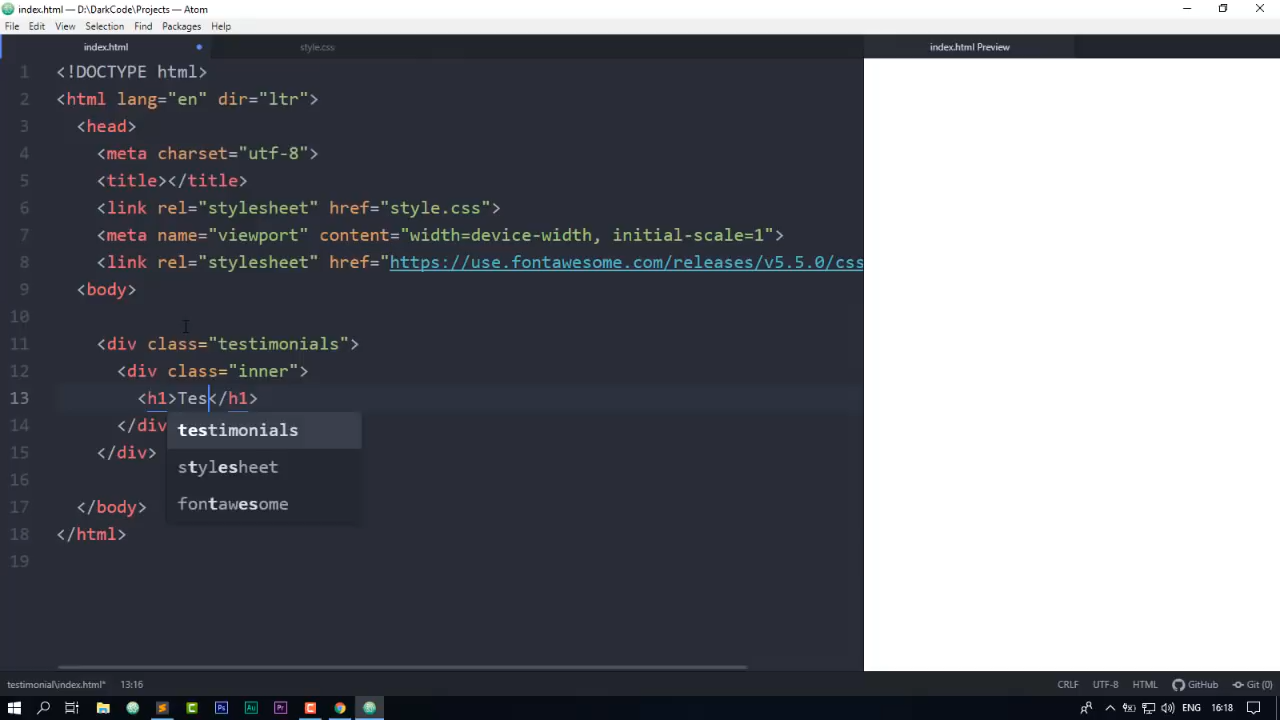 index.html — D:\DarkCode\Projects — Atom
File Edit View Selection Find Packages Help
index.html style.css index.html Preview
1 <!DOCTYPE html>
2 <html lang="en" dir="ltr">
3 <head>
4 <meta charset="utf-8">
5 <title></title>
6 <link rel="stylesheet" href="style.css">
7 <meta name="viewport" content="width=device-width, initial-scale=1">
8 <link rel="stylesheet" href="https://use.fontawesome.com/releases/v5.5.0/css
9 <body>
10
11 <div class="testimonials">
12 <div class="inner">
13 <h1>Tes</h1>
14 </div
testimonials
15 </div>
stylesheet
16
fontawesome
17 </body>
18 </html>
19
testimonial\index.html* 13:16 CRLF UTF-8 HTML GitHub Git (0)
Ps Au Pr ENG 16:18